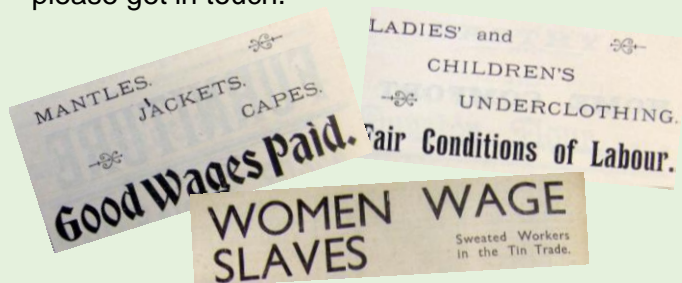 please get in touch.
MANTLES.
JACKETS.
CAPES.
Good Wages Paid.
LADIES' and
CHILDREN'S
UNDERCLOTHING.
Fair Conditions of Labour.
WOMEN WAGE
SLAVES
Sweated Workers
in the Tin Trade.